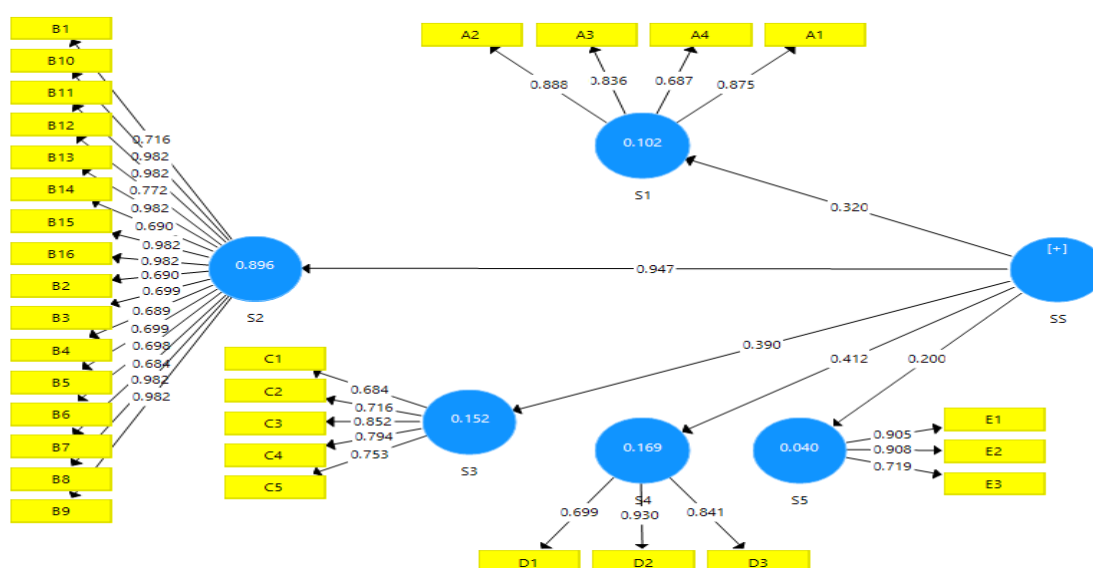 B1
B10
B11
B12
B13
B14
B15
B16
B2
B3
B4
B5
B6
B7
B8
B9
0.716
0.982
0.982
0.772
0.982
0.690
0.982
0.982
0.690
0.699
0.689
0.699
0.698
0.684
0.982
0.982
0.896
S2
A2
A3
A4
A1
0.888
0.836
0.687
0.875
0.102
S1
0.320
[+]
SS
0.947
0.390
0.412
0.200
C1
C2
C3
C4
C5
0.684
0.716
0.852
0.794
0.753
0.152
S3
0.169
S4
0.699
0.930
0.841
D1
D2
D3
0.040
S5
0.905
0.908
0.719
E1
E2
E3